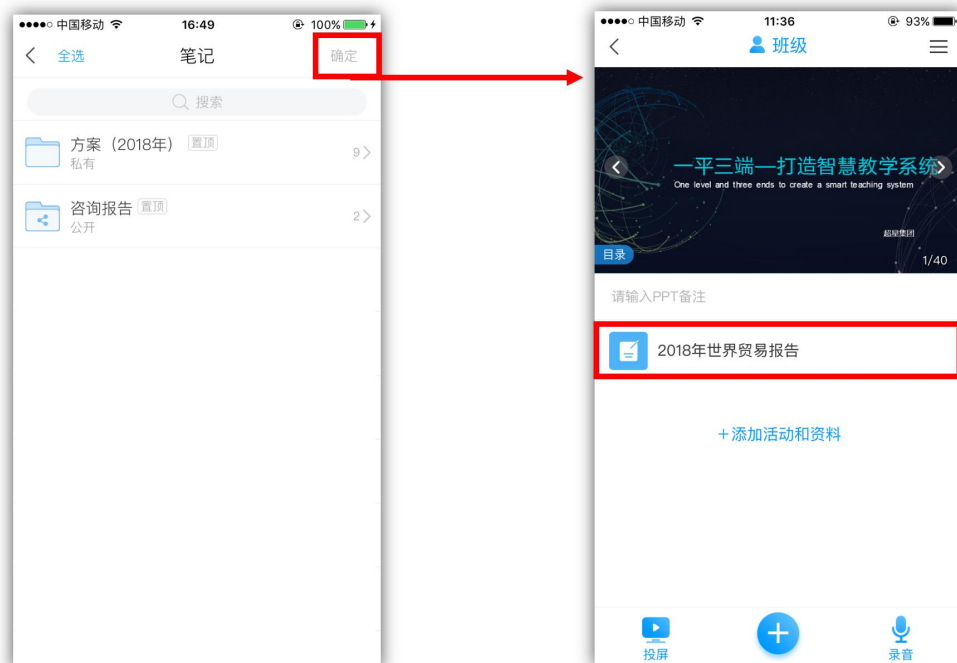 中国移动 16:49 100%
全选 笔记 确定
搜索
方案（2018年） 置顶
私有
9
咨询报告 置顶
公开
2
中国移动 11:36 93%
班级
一平三端—打造智慧教学系统
One level and three ends to create a smart teaching system
超星集团
目录
1/40
请输入PPT备注
2018年世界贸易报告
+添加活动和资料
投屏
录音